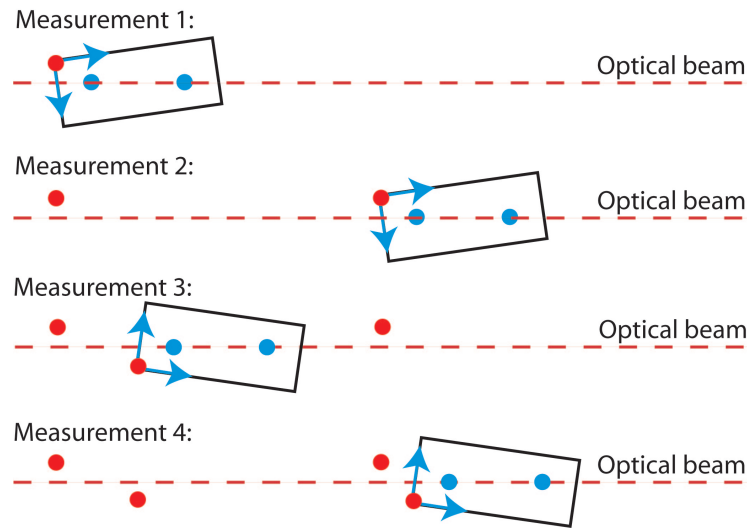 Measurement 1:
Optical beam
Measurement 2:
Optical beam
Measurement 3:
Optical beam
Measurement 4:
Optical beam